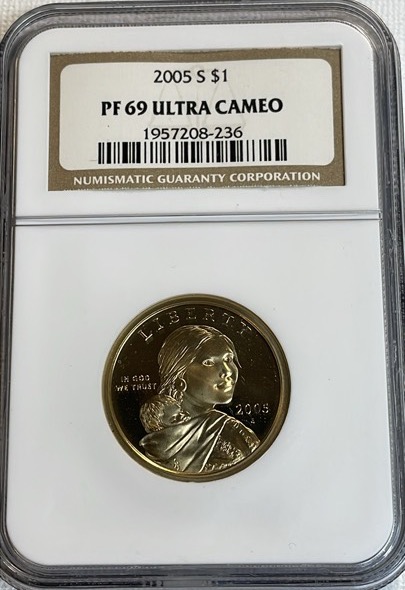 2005 S $1
PF 69 ULTRA CAMEO
1957208-236
NUMISMATIC GUARANTY CORPORATION
LIBERTY
IN GOD
WE TRUST
2005
S